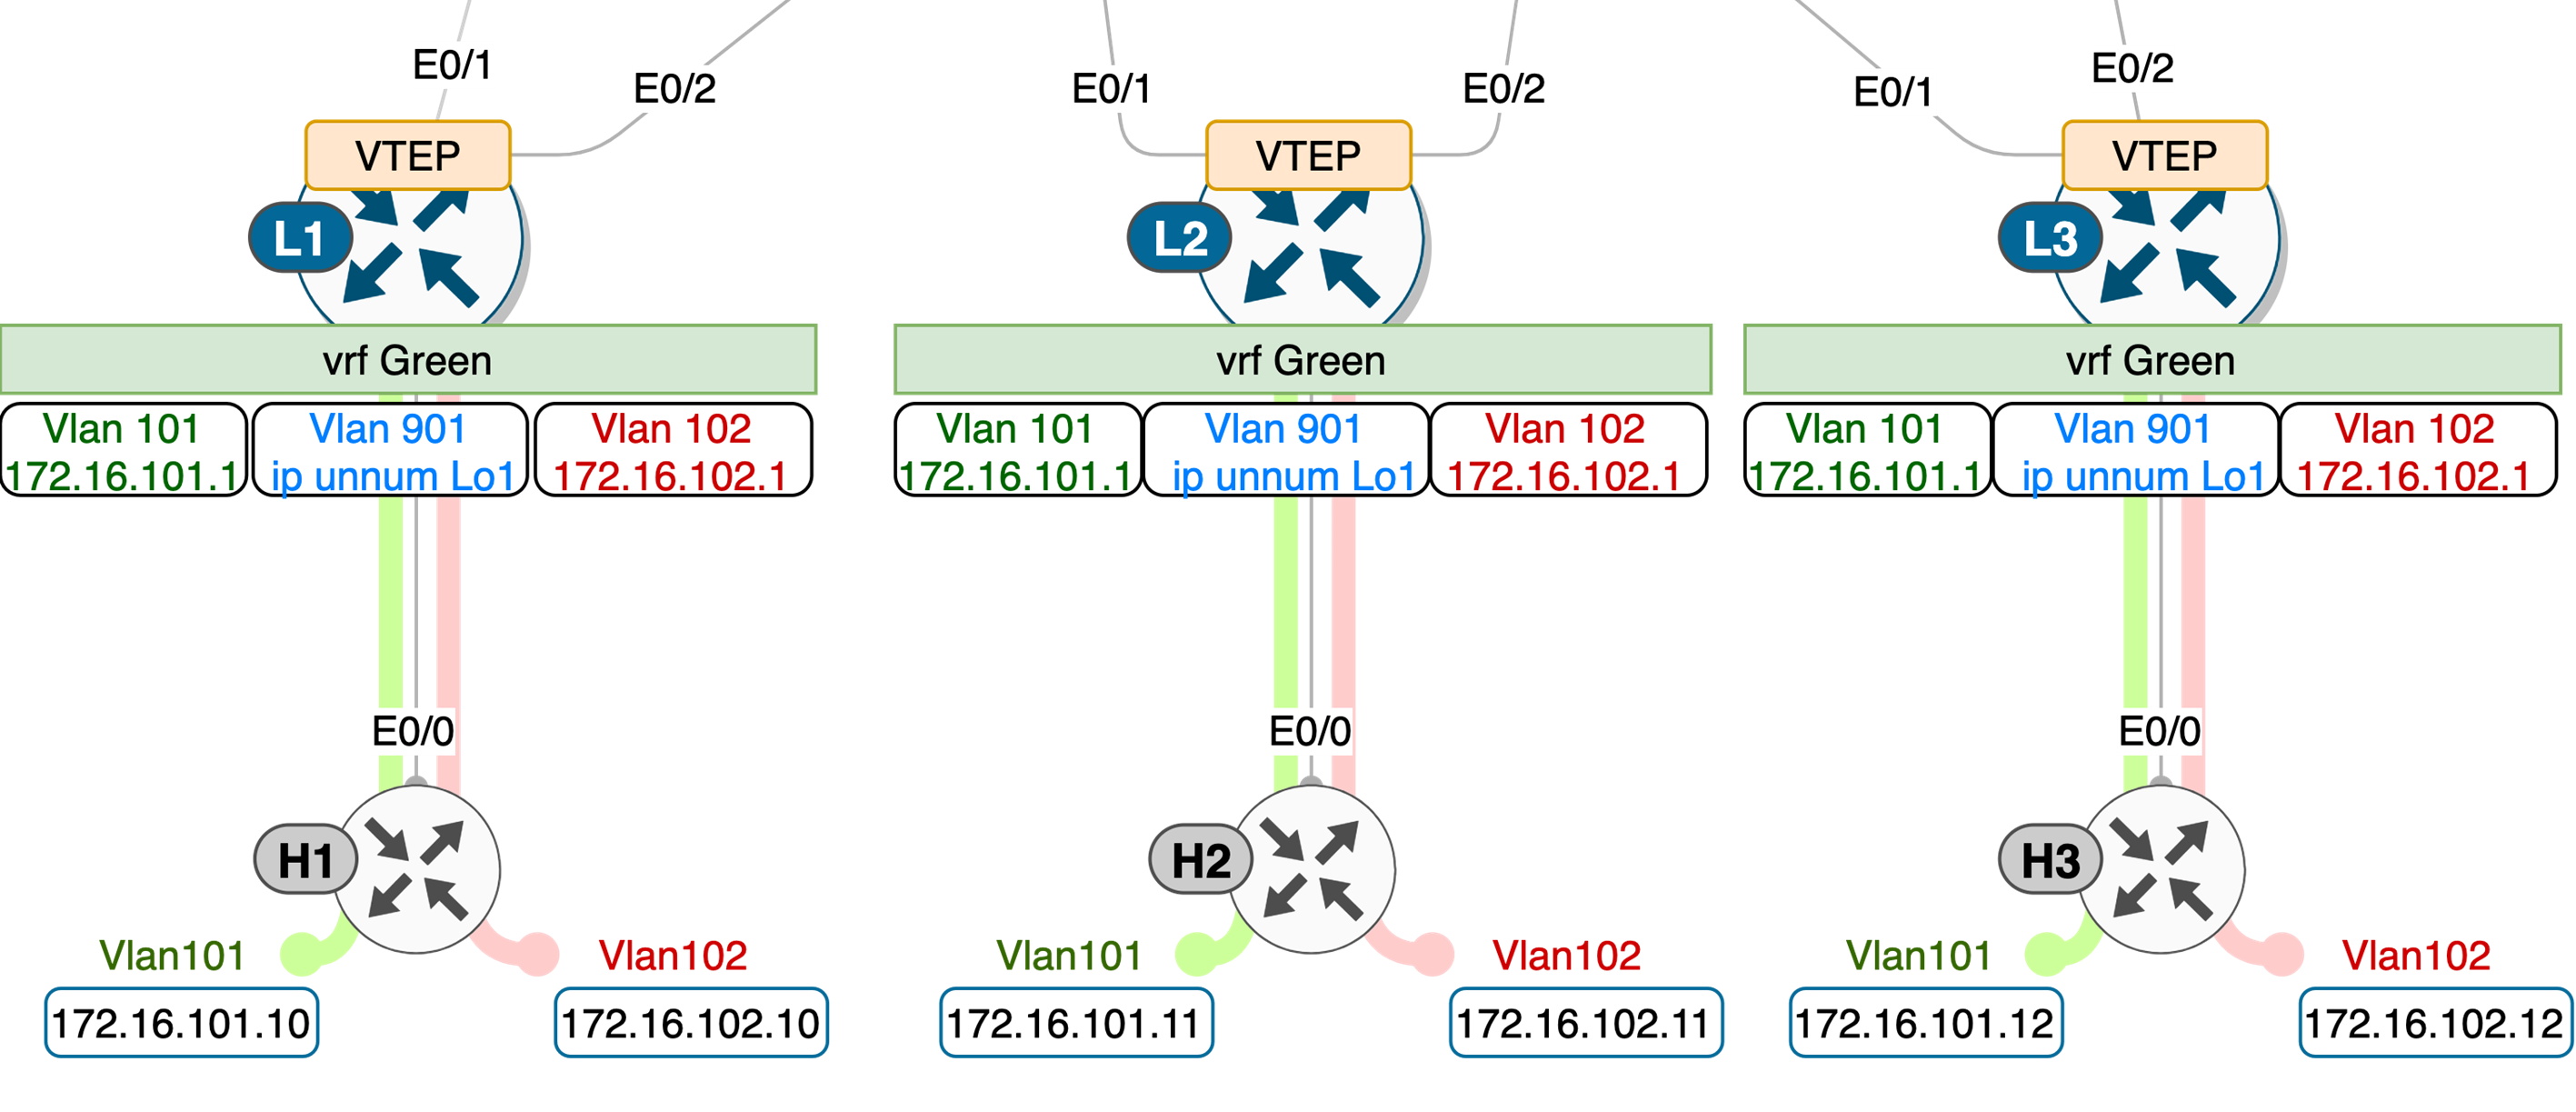 E0/1
E0/2
E0/1
E0/2
E0/1
E0/2
VTEP
VTEP
VTEP
L1
L2
L3
vrf Green
vrf Green
vrf Green
Vlan 101
172.16.101.1
Vlan 901
ip unnum Lo1
Vlan 102
172.16.102.1
Vlan 101
172.16.101.1
Vlan 901
ip unnum Lo1
Vlan 102
172.16.102.1
Vlan 101
172.16.101.1
Vlan 901
ip unnum Lo1
Vlan 102
172.16.102.1
E0/0
E0/0
E0/0
H1
H2
H3
Vlan101
Vlan102
Vlan101
Vlan102
Vlan101
Vlan102
172.16.101.10
172.16.102.10
172.16.101.11
172.16.102.11
172.16.101.12
172.16.102.12